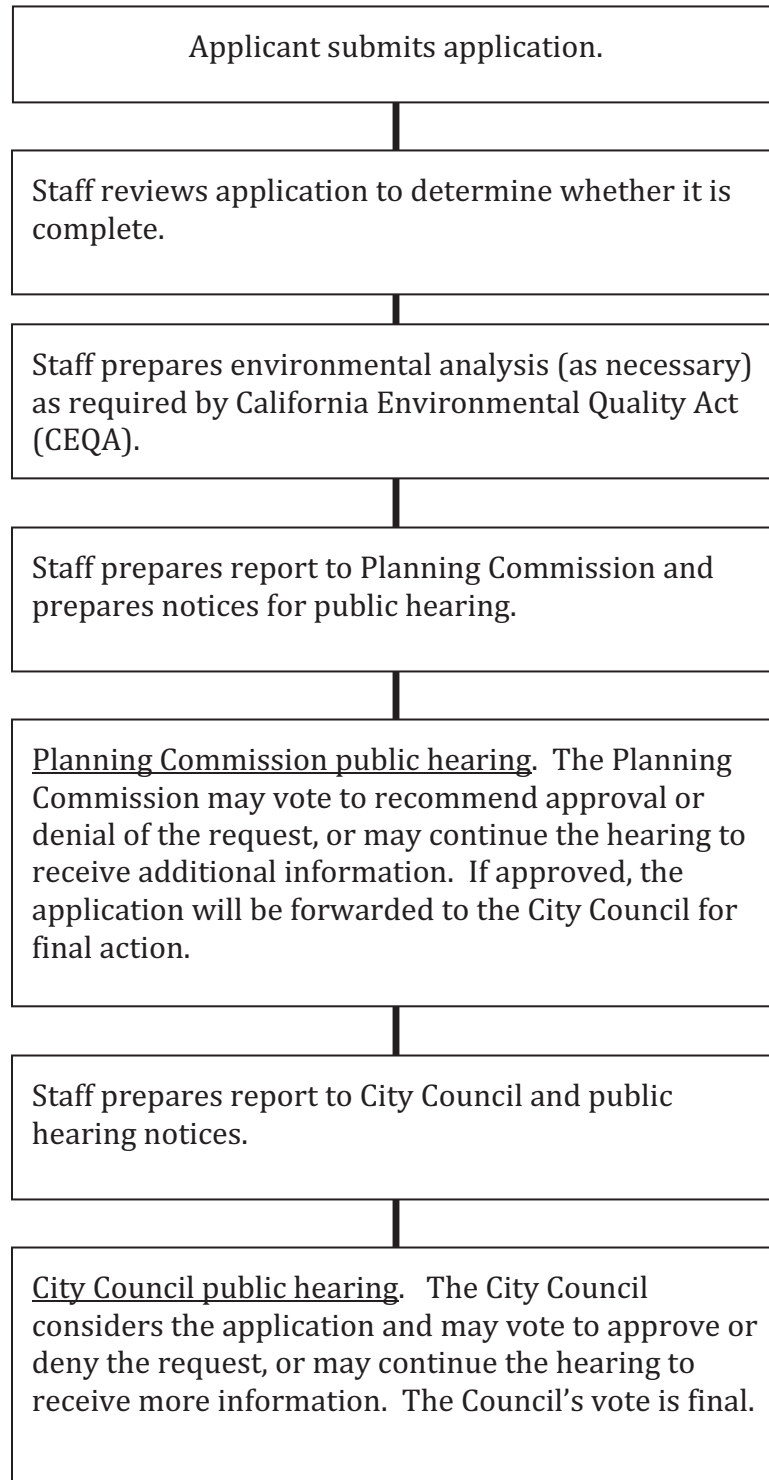 Applicant submits application.
Staff reviews application to determine whether it is
complete.
Staff prepares environmental analysis (as necessary)
as required by California Environmental Quality Act
(CEQA).
Staff prepares report to Planning Commission and
prepares notices for public hearing.
Planning Commission public hearing.  The Planning
Commission may vote to recommend approval or
denial of the request, or may continue the hearing to
receive additional information.  If approved, the
application will be forwarded to the City Council for
final action.
Staff prepares report to City Council and public
hearing notices.
City Council public hearing.   The City Council
considers the application and may vote to approve or
deny the request, or may continue the hearing to
receive more information.  The Council’s vote is final.